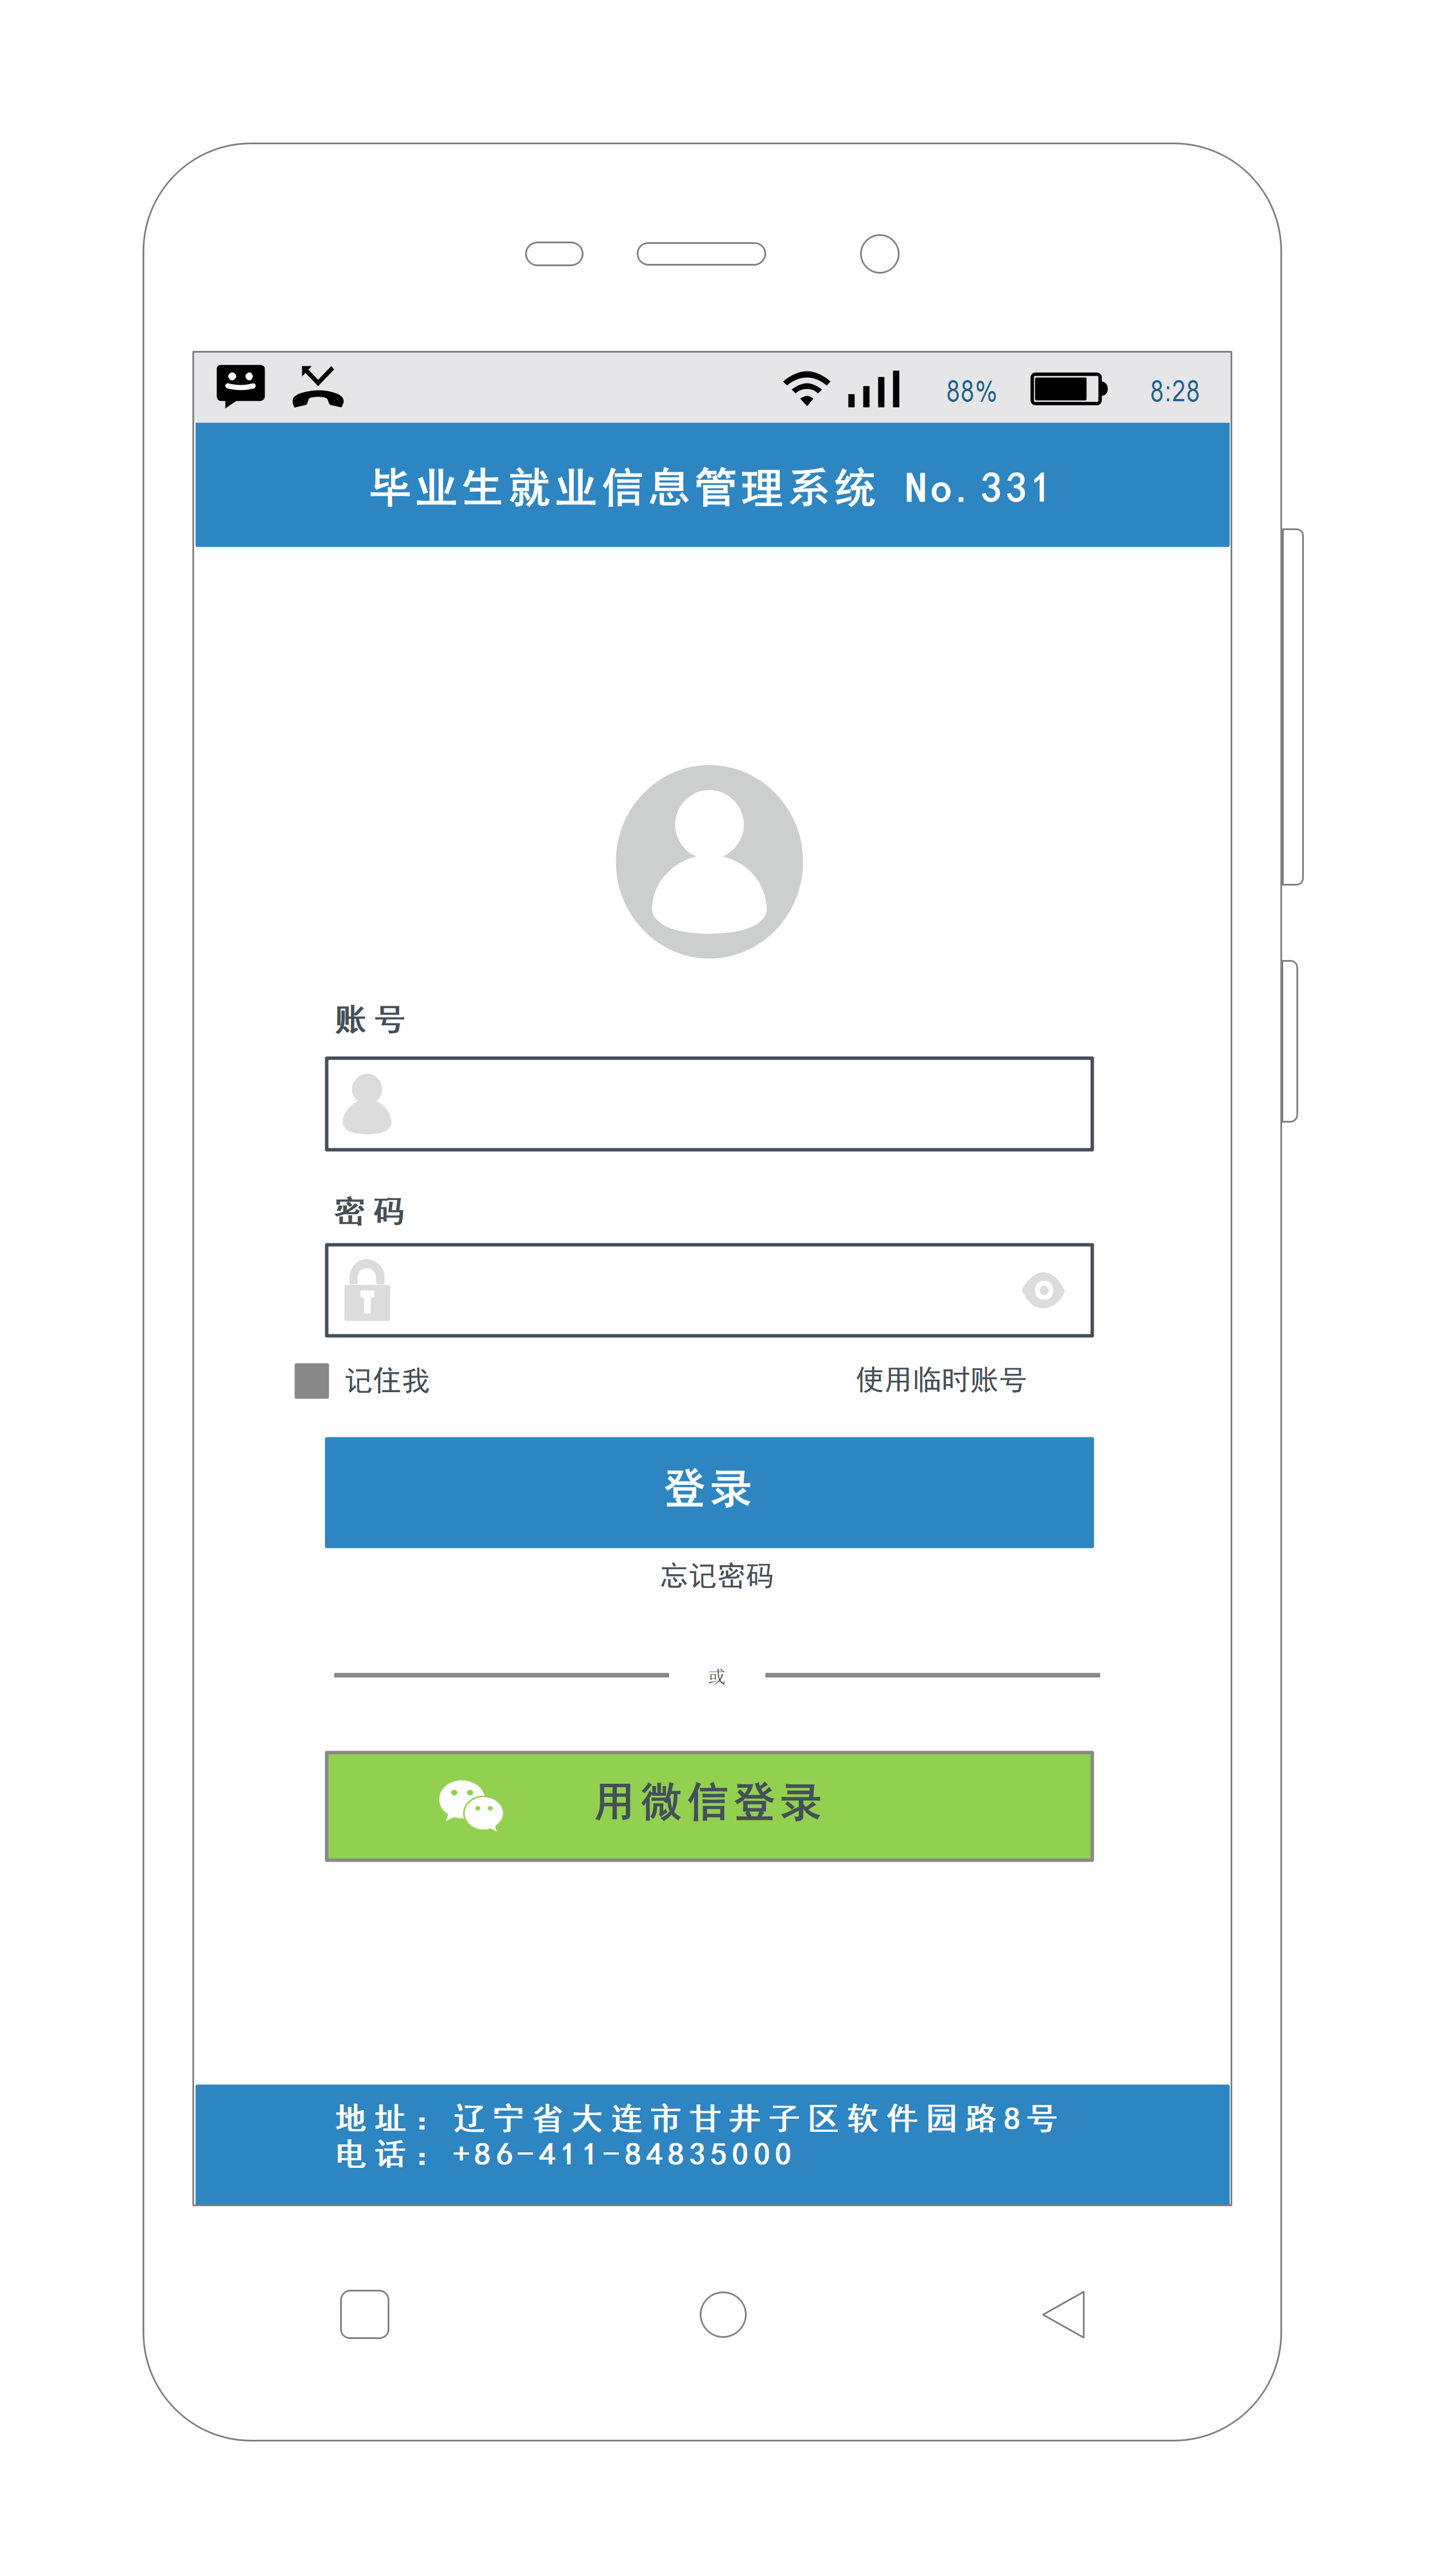 88% 8:28
毕业生就业信息管理系统 No.331
账号
密码
记住我 使用临时账号
登录
忘记密码
或
用微信登录
地址：辽宁省大连市甘井子区软件园路8号
电话：+86-411-84835000